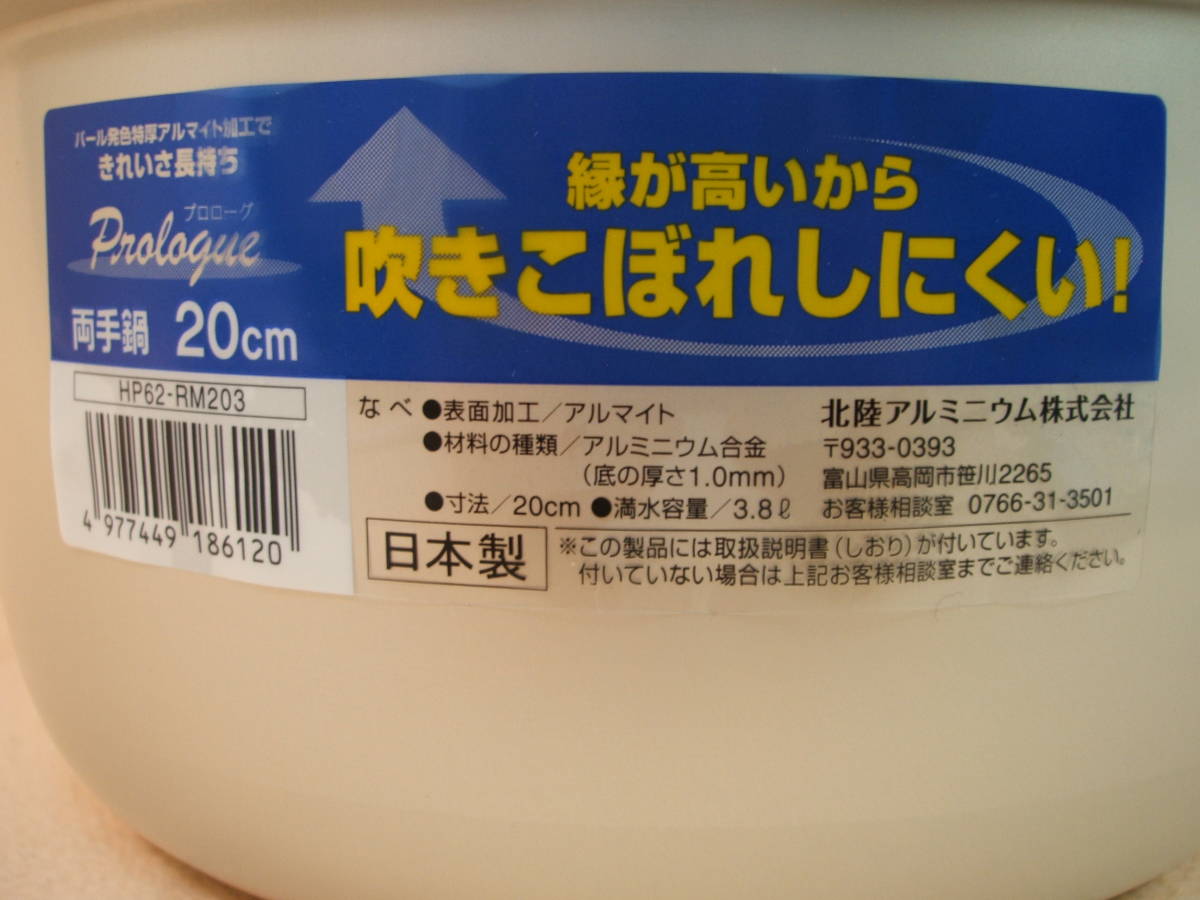 パール発色特厚アルマイト加工で
きれいさ長持ち
プロローグ
Prologue
両手鍋 20cm
縁が高いから
吹きこぼれしにくい!
HP62-RM203
4 977449 186120
なべ ●表面加工/アルマイト
●材料の種類/アルミニウム合金
(底の厚さ1.0mm)
●寸法/20cm ●満水容量/3.8ℓ
日本製
北陸アルミニウム株式会社
〒933-0393
富山県高岡市笹川2265
お客様相談室 0766-31-3501
※この製品には取扱説明書(しおり)が付いています。
付いていない場合は上記お客様相談室までご連絡ください。